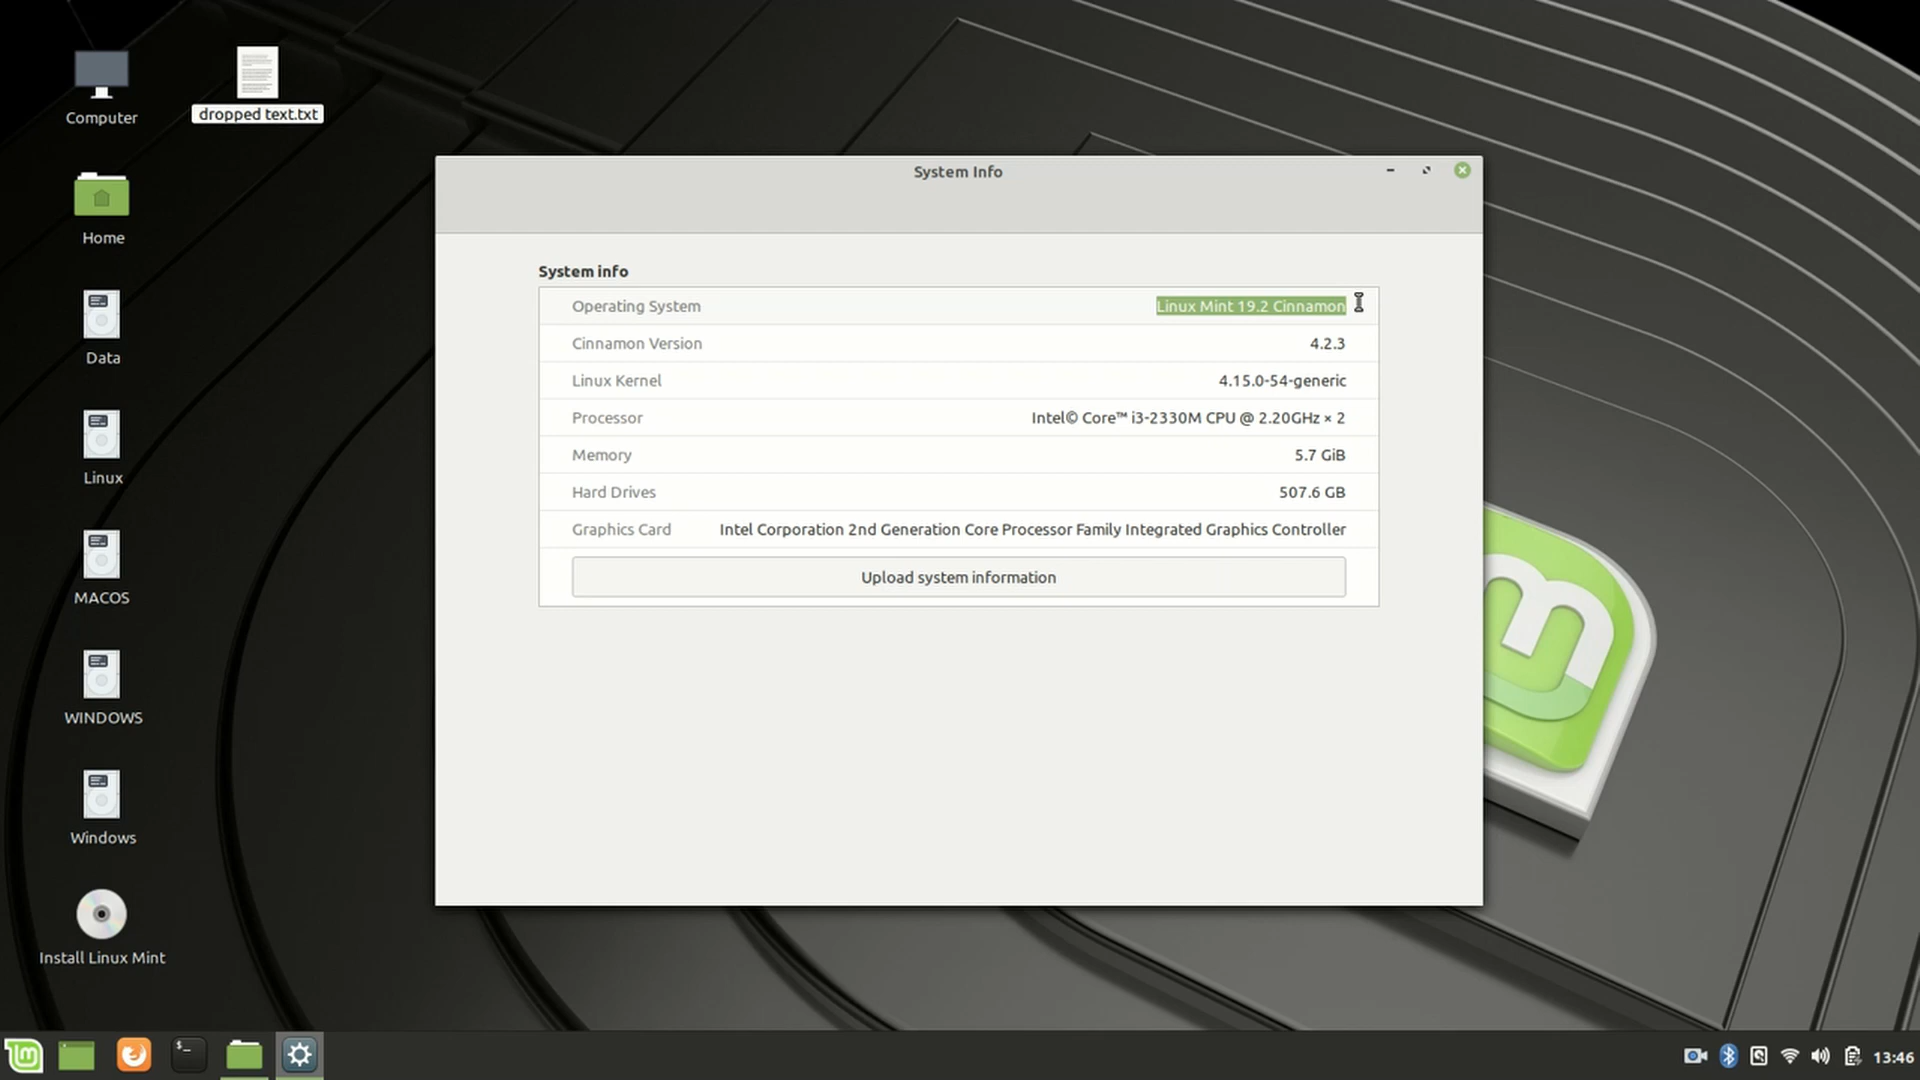 Computer
dropped text.txt
Home
Data
Linux
MACOS
WINDOWS
Windows
Install Linux Mint
System Info
System info
Operating System Linux Mint 19.2 Cinnamon
Cinnamon Version 4.2.3
Linux Kernel 4.15.0-54-generic
Processor Intel© Core™ i3-2330M CPU @ 2.20GHz × 2
Memory 5.7 GiB
Hard Drives 507.6 GB
Graphics Card Intel Corporation 2nd Generation Core Processor Family Integrated Graphics Controller
Upload system information
13:46